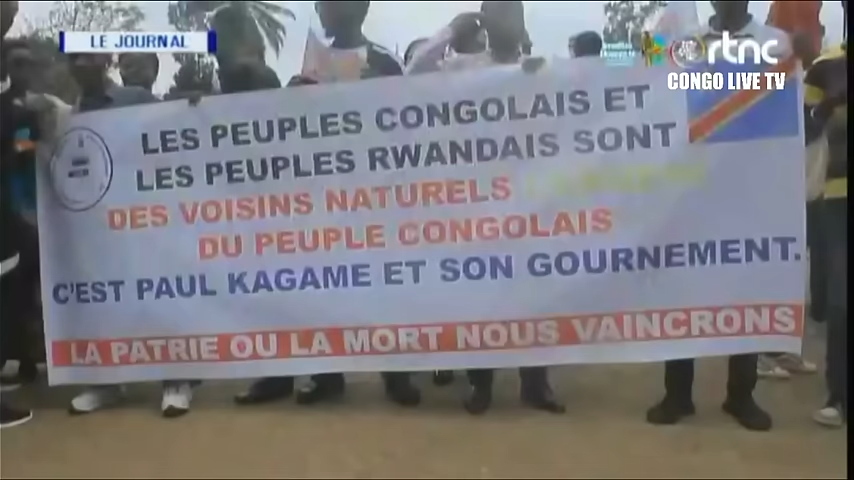 LE JOURNAL
rtnc
CONGO LIVE TV
LES PEUPLES CONGOLAIS ET
LES PEUPLES RWANDAIS SONT
DES VOISINS NATURELS
DU PEUPLE CONGOLAIS
C'EST PAUL KAGAME ET SON GOURNEMENT.
LA PATRIE OU LA MORT NOUS VAINCRONS